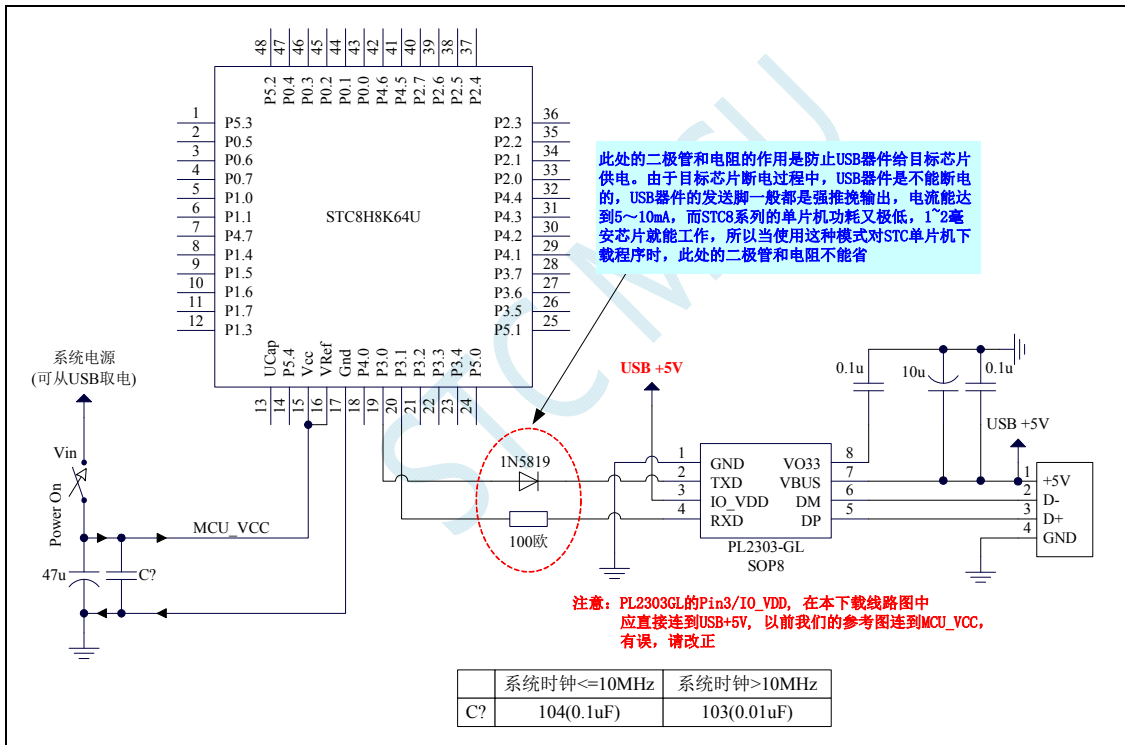 48
47
46
45
44
43
42
41
40
39
38
37
P5.2
P0.4
P0.3
P0.2
P0.1
P0.0
P4.6
P4.5
P2.7
P2.6
P2.5
P2.4
1
P5.3
2
P0.5
3
P0.6
4
P0.7
5
P1.0
6
P1.1
7
P4.7
8
P1.4
9
P1.5
10
P1.6
11
P1.7
12
P1.3
STC8H8K64U
P2.3
36
P2.2
35
P2.1
34
P2.0
33
P4.4
32
P4.3
31
P4.2
30
P4.1
29
P3.7
28
P3.6
27
P3.5
26
P5.1
25
UCap
P5.4
Vcc
VRef
Gnd
P4.0
P3.0
P3.1
P3.2
P3.3
P3.4
P5.0
13
14
15
16
17
18
19
20
21
22
23
24
STC MSU
此处的二极管和电阻的作用是防止USB器件给目标芯片
供电。由于目标芯片断电过程中，USB器件是不能断电
的，USB器件的发送脚一般都是强推挽输出，电流能达
到5～10mA，而STC8系列的单片机功耗又极低，1~2毫
安芯片就能工作，所以当使用这种模式对STC单片机下
载程序时，此处的二极管和电阻不能省
系统电源
(可从USB取电)
Vin
Power On
MCU_VCC
47u
C?
1N5819
100欧
USB +5V
0.1u
10u
0.1u
USB +5V
1
GND
2
TXD
3
IO_VDD
4
RXD
VO33
8
VBUS
7
DM
6
DP
5
PL2303-GL
SOP8
1
+5V
2
D-
3
D+
4
GND
注意：PL2303GL的Pin3/IO_VDD, 在本下载线路图中
应直接连到USB+5V, 以前我们的参考图连到MCU_VCC，
有误，请改正
系统时钟<=10MHz 系统时钟>10MHz
C? 104(0.1uF) 103(0.01uF)